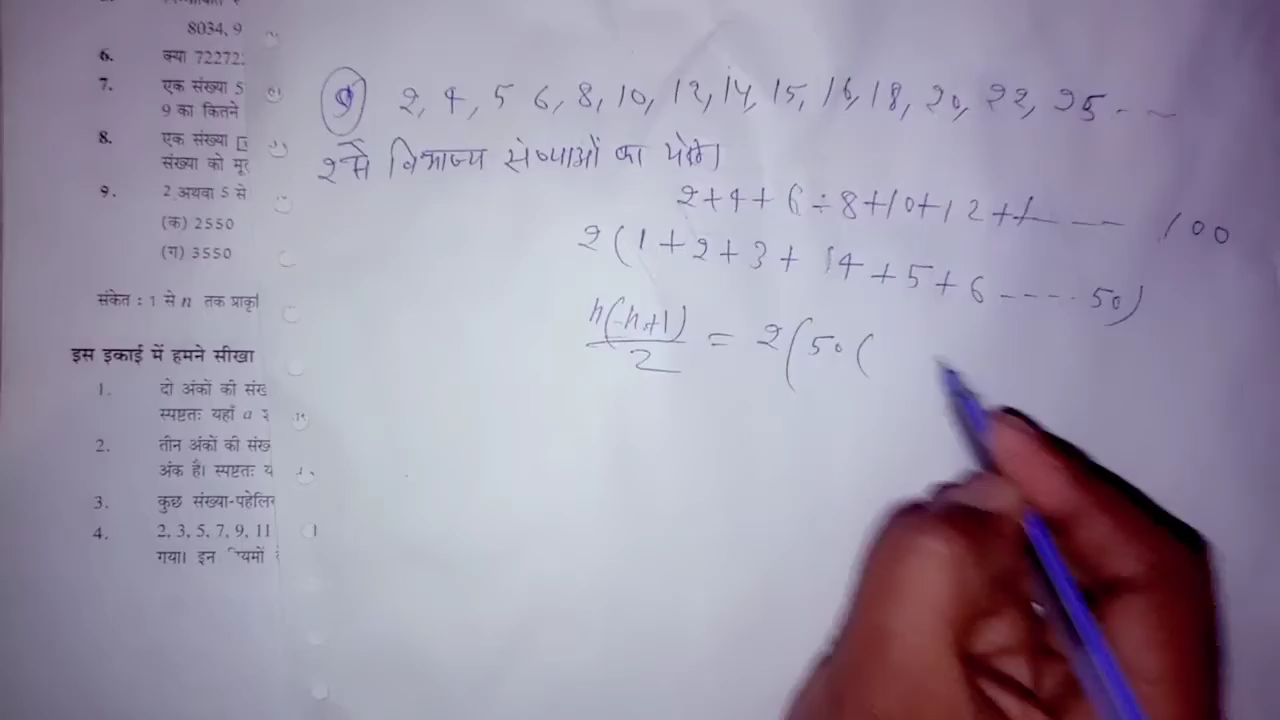 8034, 9
6. क्या 72272
7. एक संख्या 5
9 का कितने
8. एक संख्या
संख्या को मूल
9. 2 अथवा 5 से
(क) 2550
(ग) 3550
संकेत : 1 से n तक
इस इकाई में हमने सीखा
1. दो अंकों की संख
स्पष्टतः यहाँ a
2. तीन अंकों की संख
अंक है। स्पष्टतः
3. कुछ संख्या-पहेलि
4. 2, 3, 5, 7, 9, 11
गया। इन
9 2, 4, 5 6, 8, 10, 12, 14, 15, 16, 18, 20, 22, 25 - - -
2 से विभाज्य संख्याओं का योग।
2+4+6+8+10+12++ --- 100
2(1+2+3+4+5+6 ---- 50)
n(n+1)/2 = 2(50(